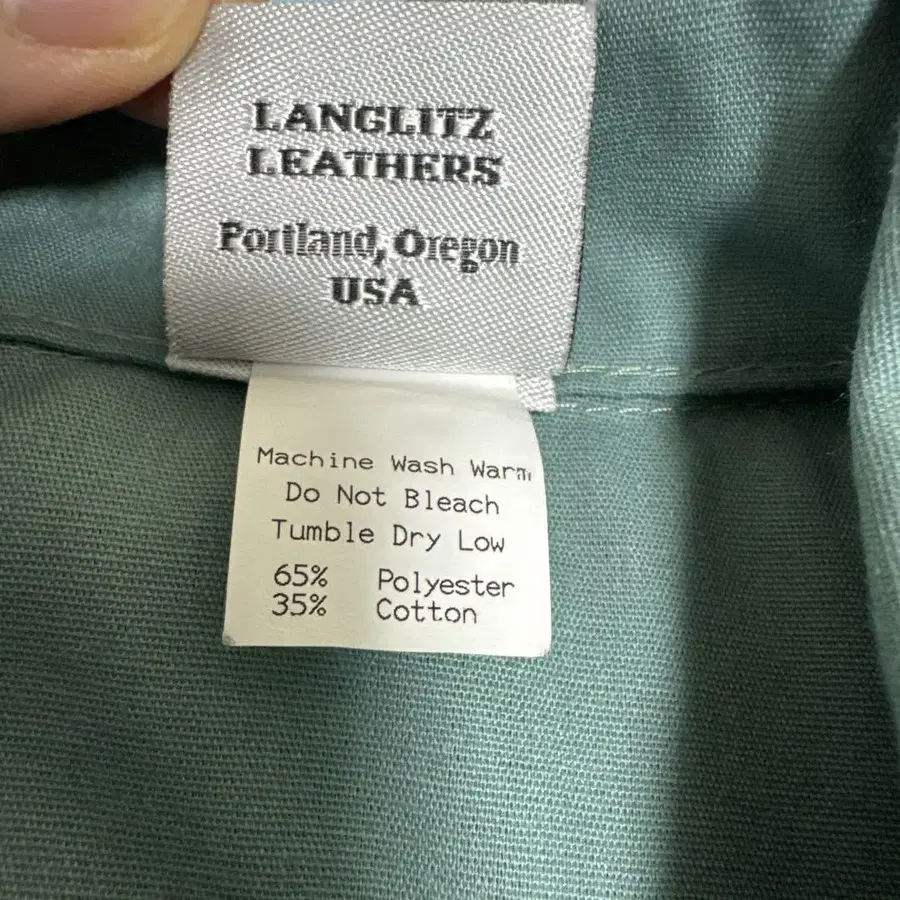 LANGLITZ
LEATHERS
Portland, Oregon
USA
Machine Wash Warm
Do Not Bleach
Tumble Dry Low
65% Polyester
35% Cotton